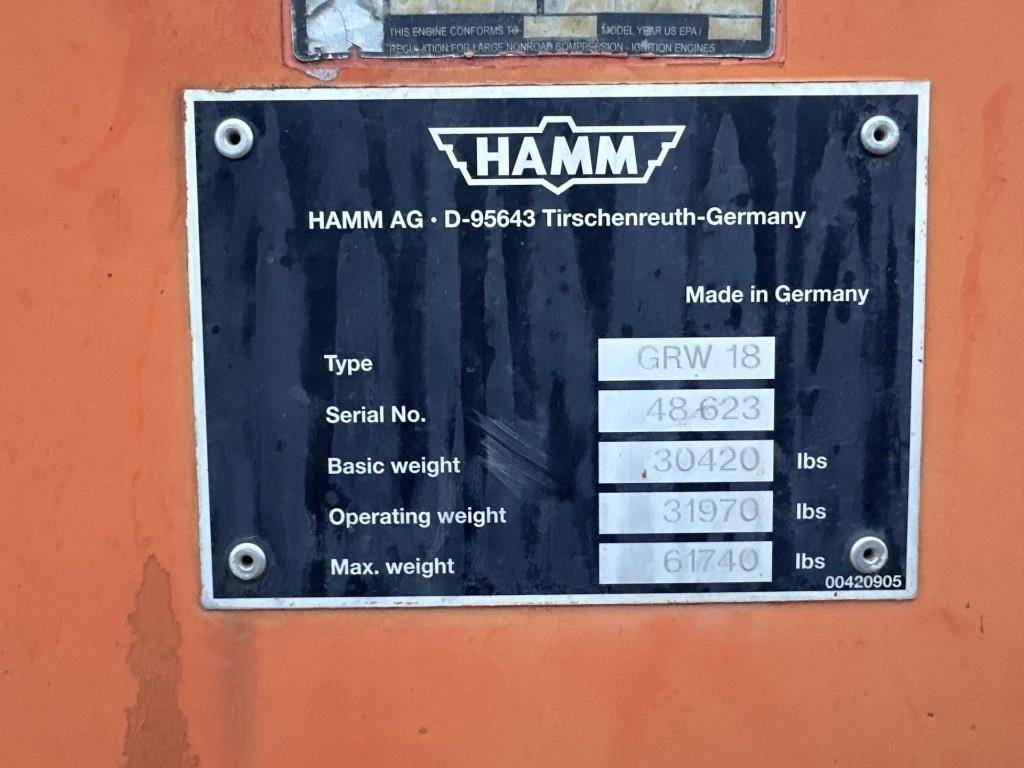 THIS ENGINE CONFORMS TO MODEL YEAR US EPA /
REGULATION FOR LARGE NONROAD COMPRESSION - IGNITION ENGINES
HAMM
HAMM AG · D-95643 Tirschenreuth-Germany
Made in Germany
Type GRW 18
Serial No. 48 623
Basic weight 30420 lbs
Operating weight 31970 lbs
Max. weight 61740 lbs
00420905